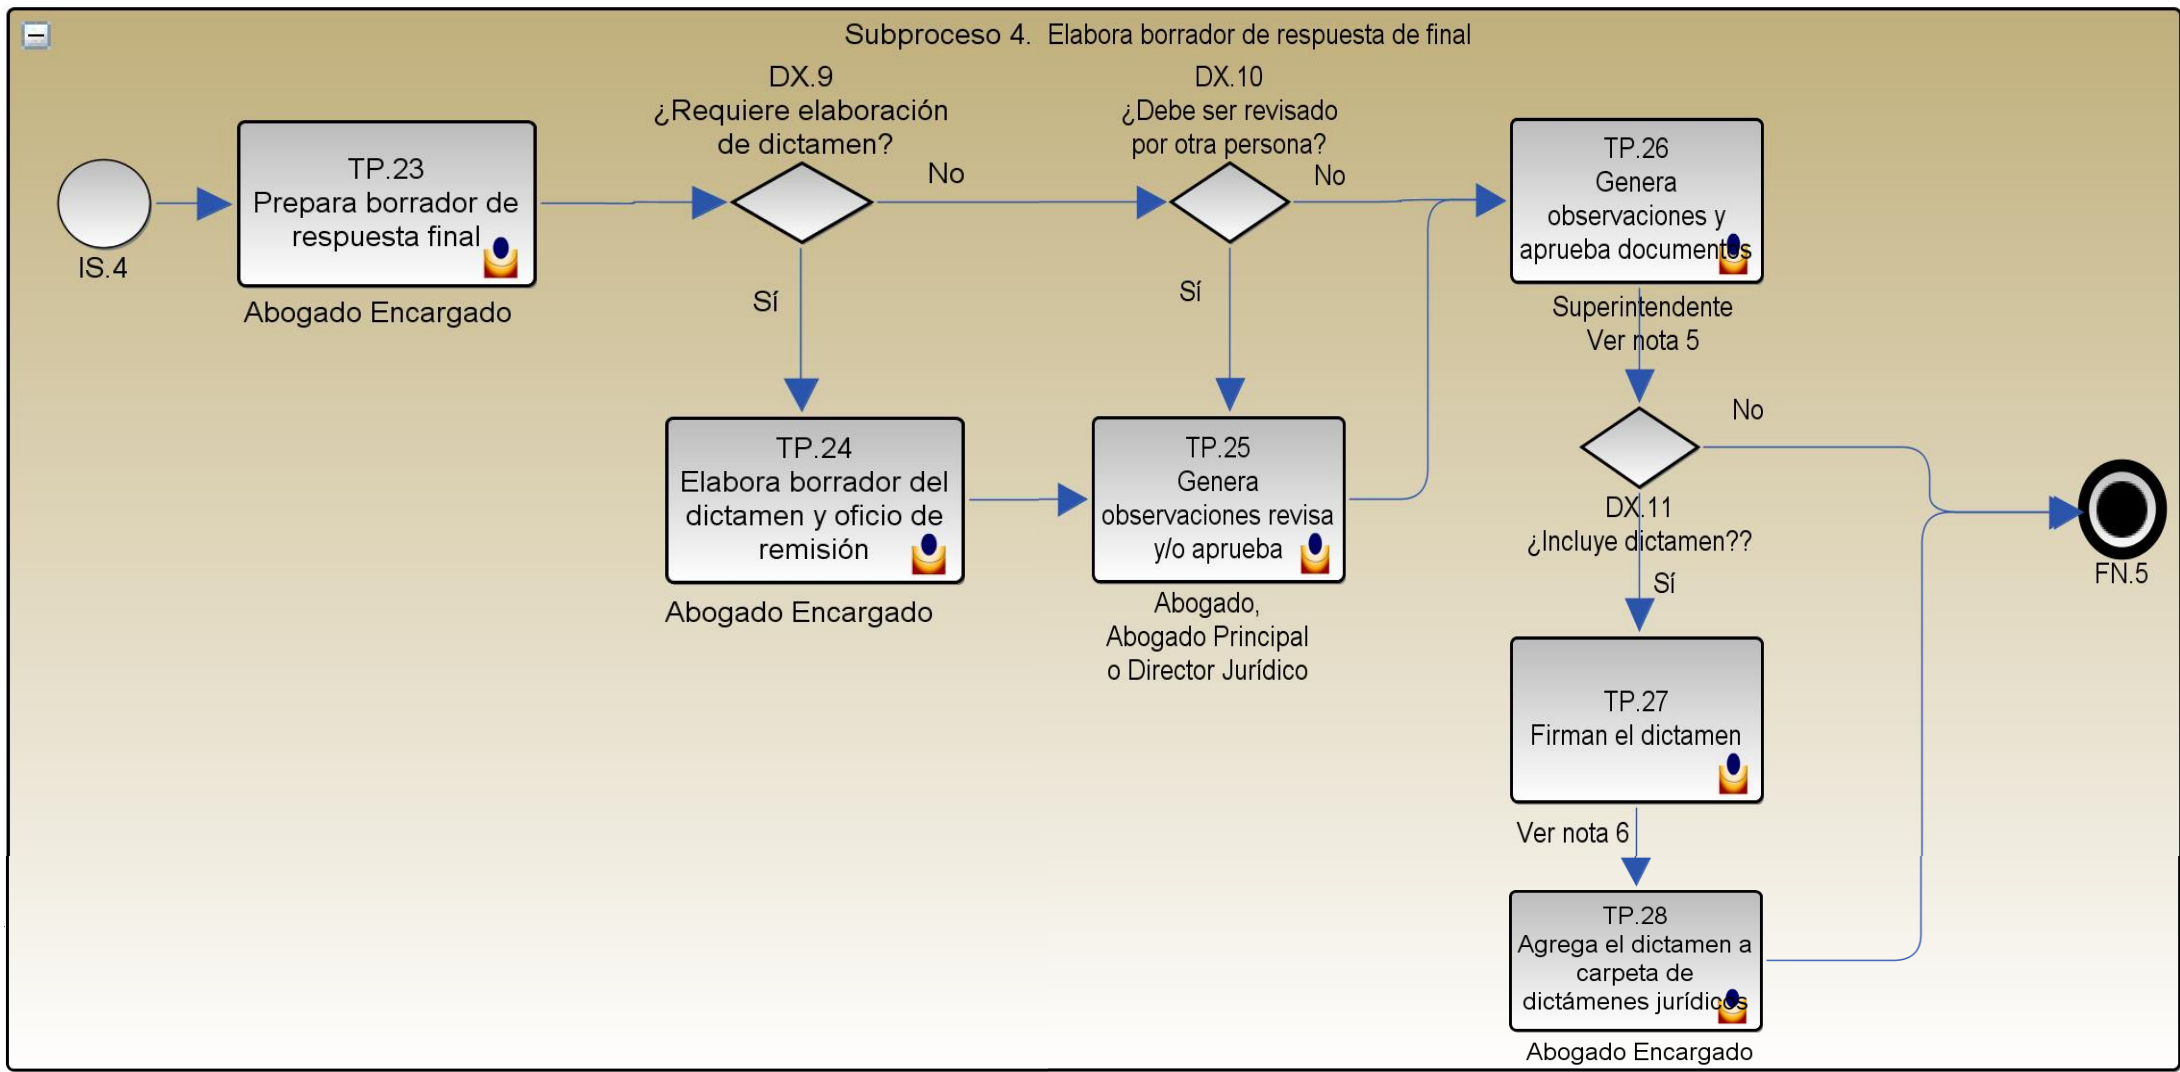 Subproceso 4.  Elabora borrador de respuesta de final
IS.4
TP.23
Prepara borrador de
respuesta final
Abogado Encargado
DX.9
¿Requiere elaboración
de dictamen?
No
Sí
TP.24
Elabora borrador del
dictamen y oficio de
remisión
Abogado Encargado
DX.10
¿Debe ser revisado
por otra persona?
No
Sí
TP.25
Genera
observaciones revisa
y/o aprueba
Abogado,
Abogado Principal
o Director Jurídico
TP.26
Genera
observaciones y
aprueba documentos
Superintendente
Ver nota 5
No
DX.11
¿Incluye dictamen??
Sí
TP.27
Firman el dictamen
Ver nota 6
TP.28
Agrega el dictamen a
carpeta de
dictámenes jurídicos
Abogado Encargado
FN.5